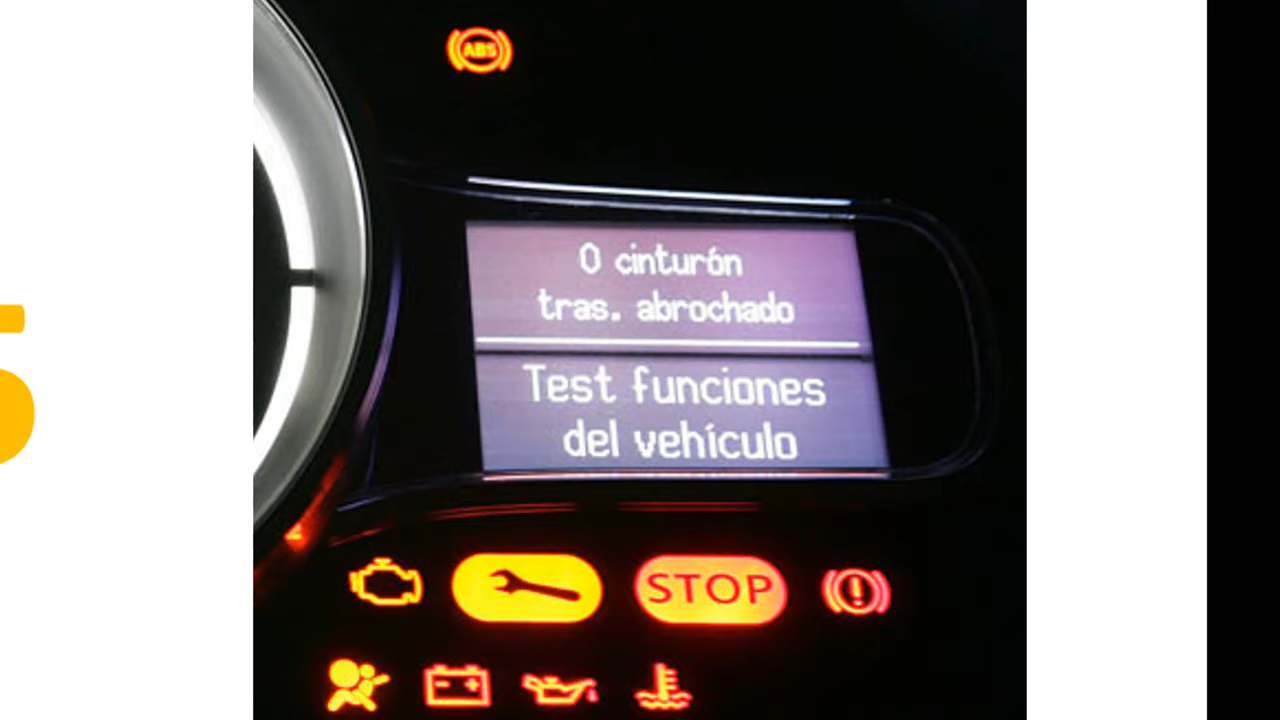 ABS
0 cinturón
tras. abrochado
Test funciones
del vehículo
STOP